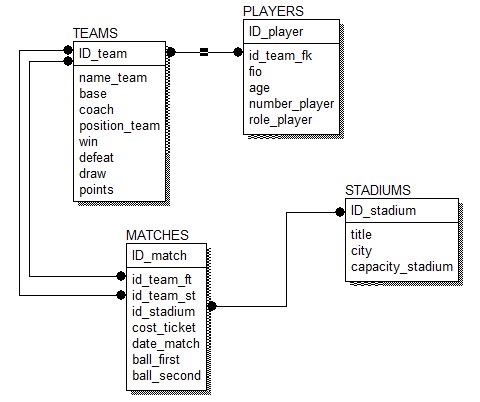 TEAMS
ID_team
name_team
base
coach
position_team
win
defeat
draw
points
PLAYERS
ID_player
id_team_fk
fio
age
number_player
role_player
STADIUMS
ID_stadium
title
city
capacity_stadium
MATCHES
ID_match
id_team_ft
id_team_st
id_stadium
cost_ticket
date_match
ball_first
ball_second